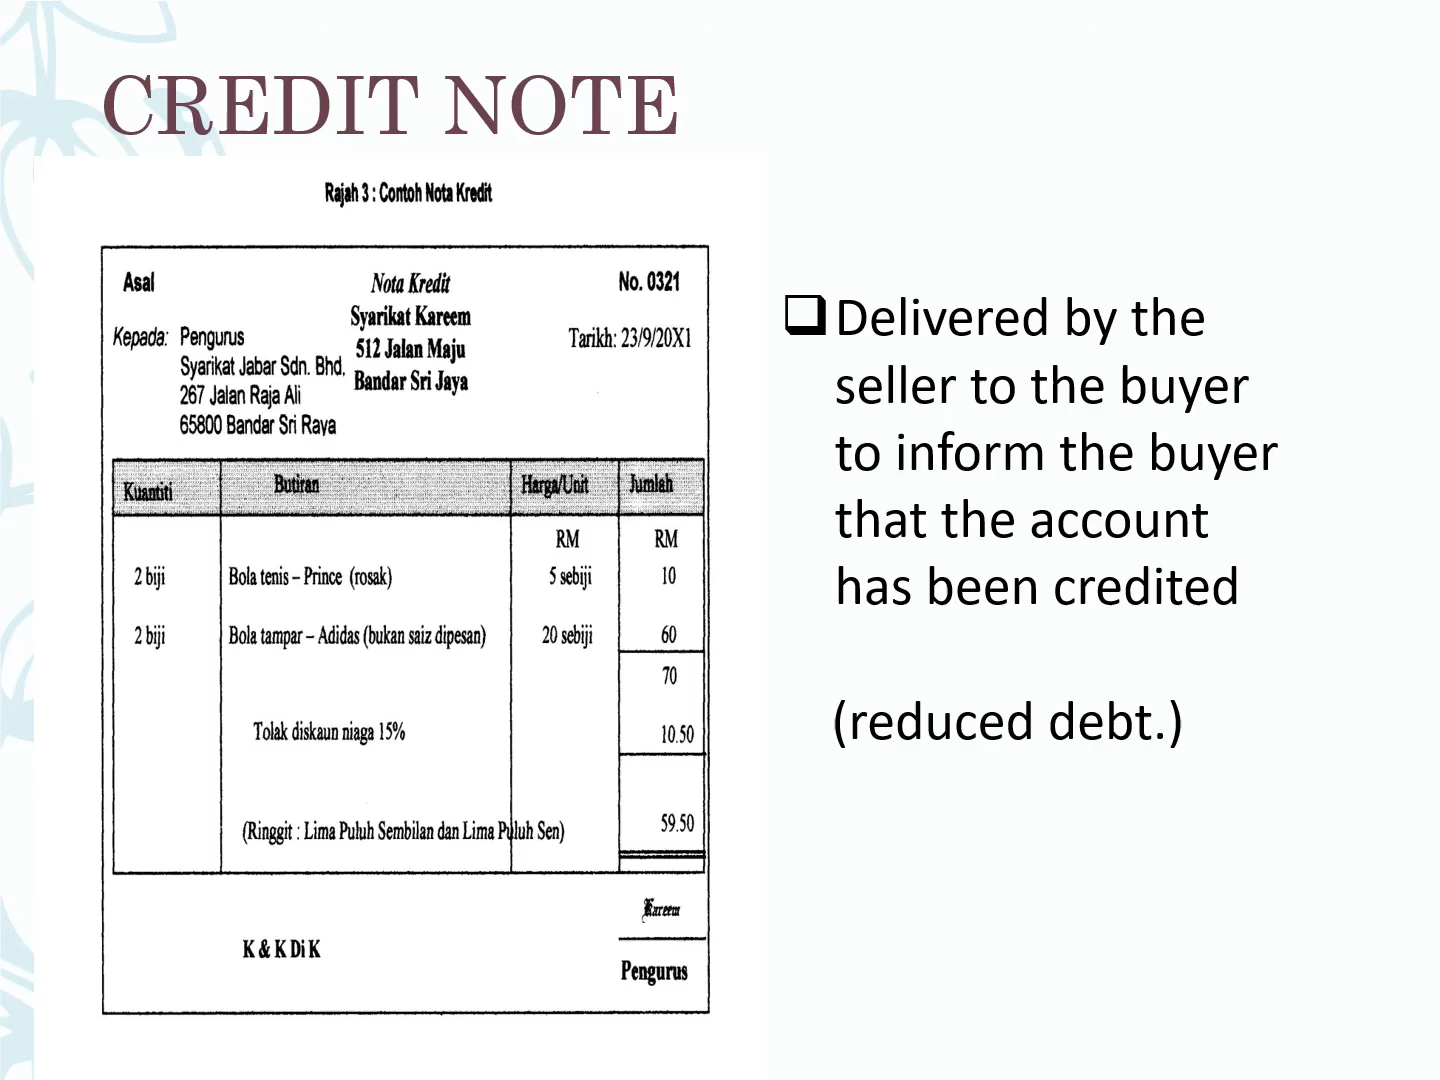 CREDIT NOTE
Rajah 3 : Contoh Nota Kredit
Asal
Nota Kredit
No. 0321
Syarikat Kareem
512 Jalan Maju
Bandar Sri Jaya
Tarikh: 23/9/20X1
Kepada: Pengurus
Syarikat Jabar Sdn. Bhd.
267 Jalan Raja Ali
65800 Bandar Sri Raya
Kuantiti Butiran Harga/Unit Jumlah
RM RM
2 biji Bola tenis – Prince (rosak) 5 sebiji 10
2 biji Bola tampar – Adidas (bukan saiz dipesan) 20 sebiji 60
70
Tolak diskaun niaga 15% 10.50
(Ringgit : Lima Puluh Sembilan dan Lima Puluh Sen) 59.50
Kareem
K & K Di K
Pengurus
Delivered by the
seller to the buyer
to inform the buyer
that the account
has been credited
(reduced debt.)